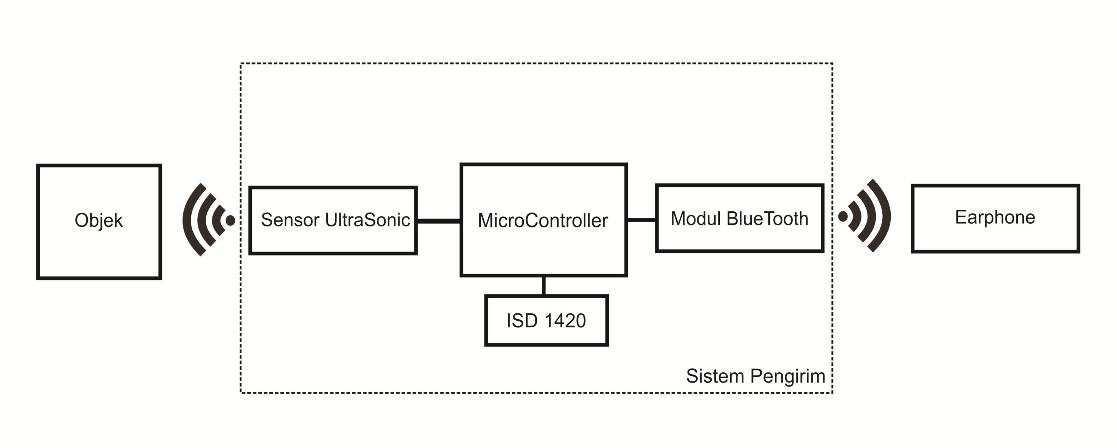 Objek
Sensor UltraSonic
MicroController
Modul BlueTooth
Earphone
ISD 1420
Sistem Pengirim